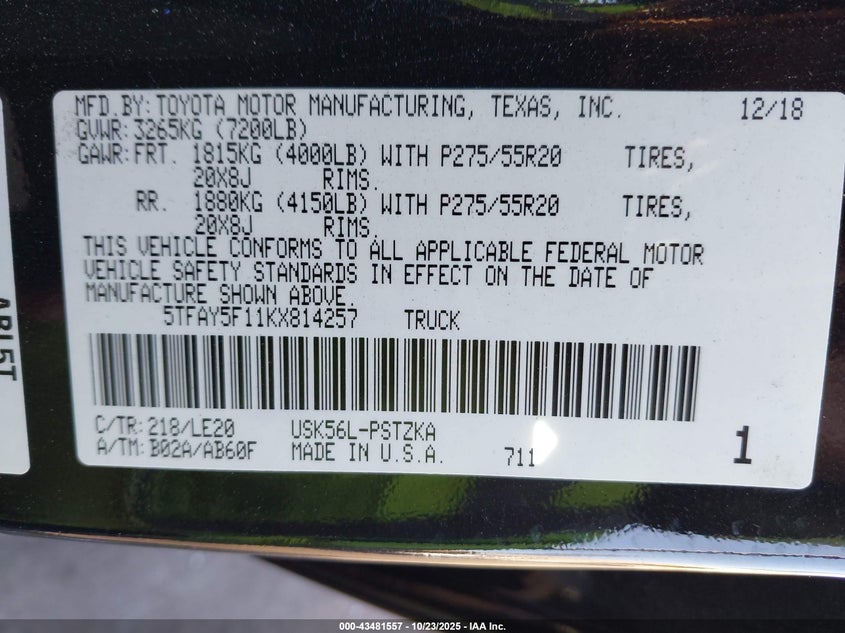 MFD.BY:TOYOTA MOTOR MANUFACTURING, TEXAS, INC. 12/18
GVWR:3265KG (7200LB)
GAWR:FRT. 1815KG (4000LB) WITH P275/55R20 TIRES,
20X8J RIMS.
RR. 1880KG (4150LB) WITH P275/55R20 TIRES,
20X8J RIMS.
THIS VEHICLE CONFORMS TO ALL APPLICABLE FEDERAL MOTOR
VEHICLE SAFETY STANDARDS IN EFFECT ON THE DATE OF
MANUFACTURE SHOWN ABOVE.
5TFAY5F11KX814257 TRUCK
C/TR:218/LE20 USK56L-PSTZKA
A/TM:B02A/AB60F MADE IN U.S.A. 711 1
000-43481557 - 10/23/2025 - IAA Inc.